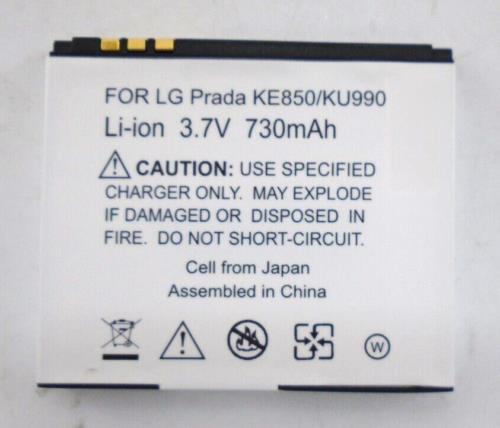 FOR LG Prada KE850/KU990
Li-ion 3.7V 730mAh
CAUTION: USE SPECIFIED
CHARGER ONLY. MAY EXPLODE
IF DAMAGED OR DISPOSED IN
FIRE. DO NOT SHORT-CIRCUIT.
Cell from Japan
Assembled in China
W